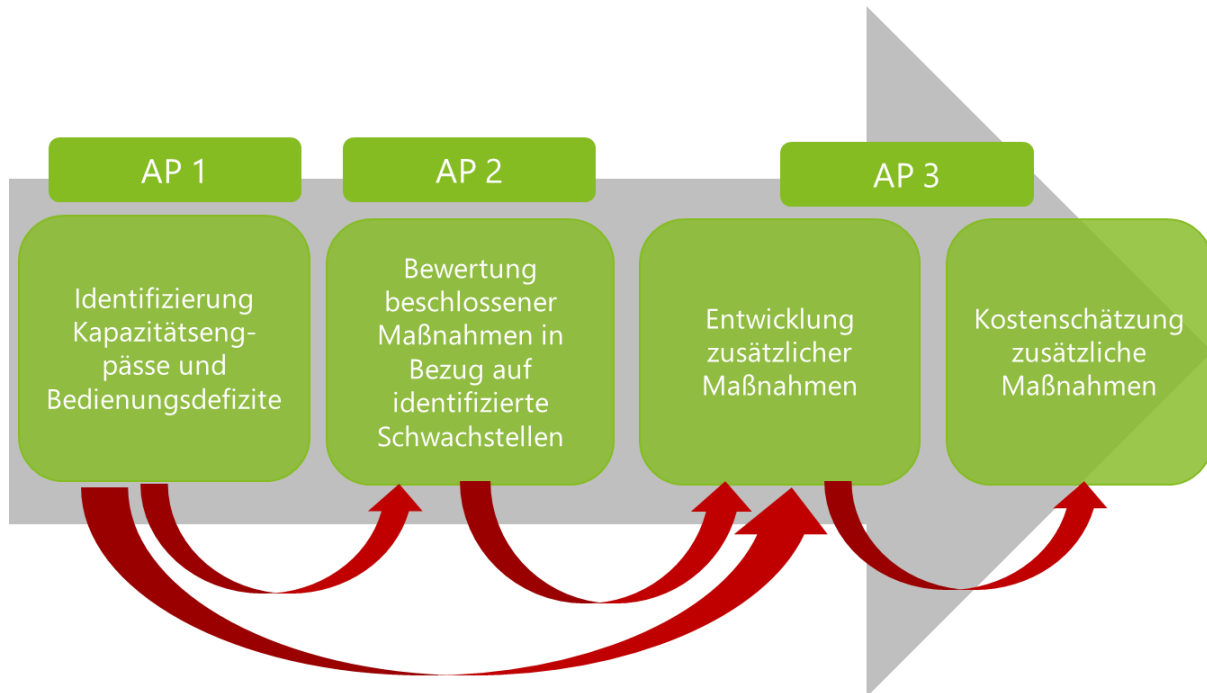 AP 1
AP 2
AP 3
Identifizierung
Kapazitätseng-
pässe und
Bedienungsdefizite
Bewertung
beschlossener
Maßnahmen in
Bezug auf
identifizierte
Schwachstellen
Entwicklung
zusätzlicher
Maßnahmen
Kostenschätzung
zusätzliche
Maßnahmen